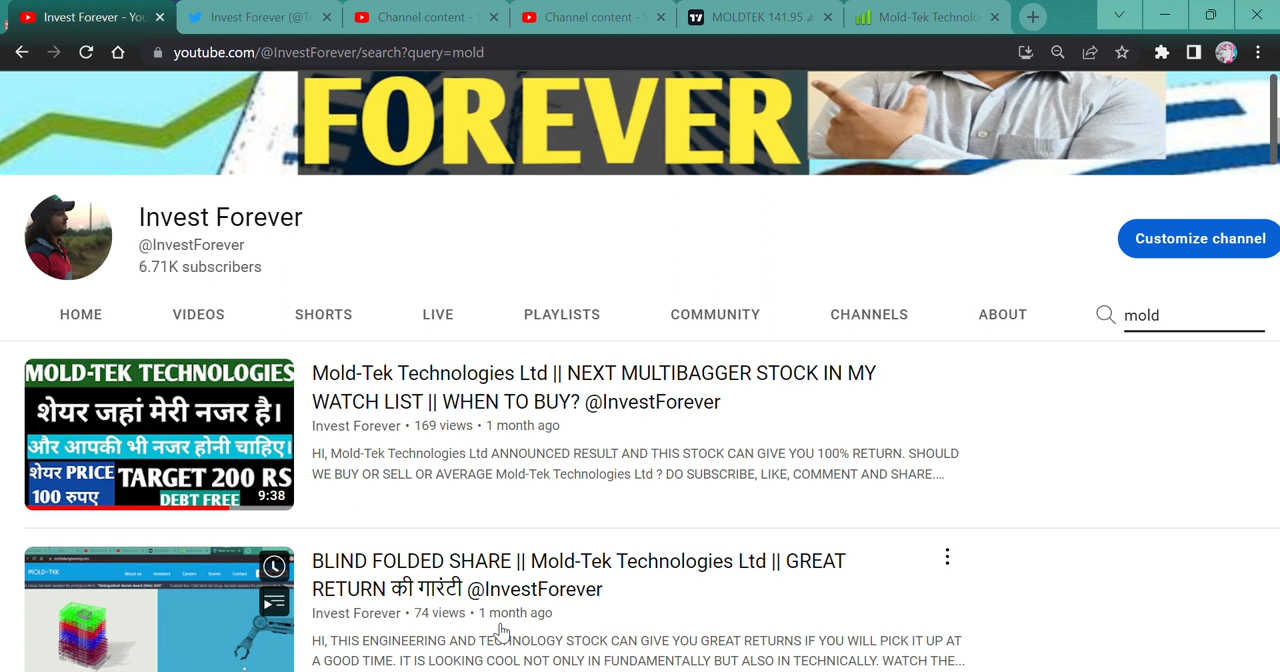 Invest Forever - You
Invest Forever (@Tr
Channel content - Y
Channel content - Y
MOLDTEK 141.95
Mold-Tek Technolo
youtube.com/@InvestForever/search?query=mold
FOREVER
Invest Forever
@InvestForever
6.71K subscribers
Customize channel
HOME VIDEOS SHORTS LIVE PLAYLISTS COMMUNITY CHANNELS ABOUT mold
MOLD-TEK TECHNOLOGIES
शेयर जहां मेरी नजर है।
और आपकी भी नजर होनी चाहिए।
शेयर PRICE TARGET 200 RS
100 रुपए DEBT FREE 9:38
Mold-Tek Technologies Ltd || NEXT MULTIBAGGER STOCK IN MY
WATCH LIST || WHEN TO BUY? @InvestForever
Invest Forever • 169 views • 1 month ago
HI, Mold-Tek Technologies Ltd ANNOUNCED RESULT AND THIS STOCK CAN GIVE YOU 100% RETURN. SHOULD
WE BUY OR SELL OR AVERAGE Mold-Tek Technologies Ltd ? DO SUBSCRIBE, LIKE, COMMENT AND SHARE....
BLIND FOLDED SHARE || Mold-Tek Technologies Ltd || GREAT
RETURN की गारंटी @InvestForever
Invest Forever • 74 views • 1 month ago
HI, THIS ENGINEERING AND TECHNOLOGY STOCK CAN GIVE YOU GREAT RETURNS IF YOU WILL PICK IT UP AT
A GOOD TIME. IT IS LOOKING COOL NOT ONLY IN FUNDAMENTALLY BUT ALSO IN TECHNICALLY. WATCH THE...